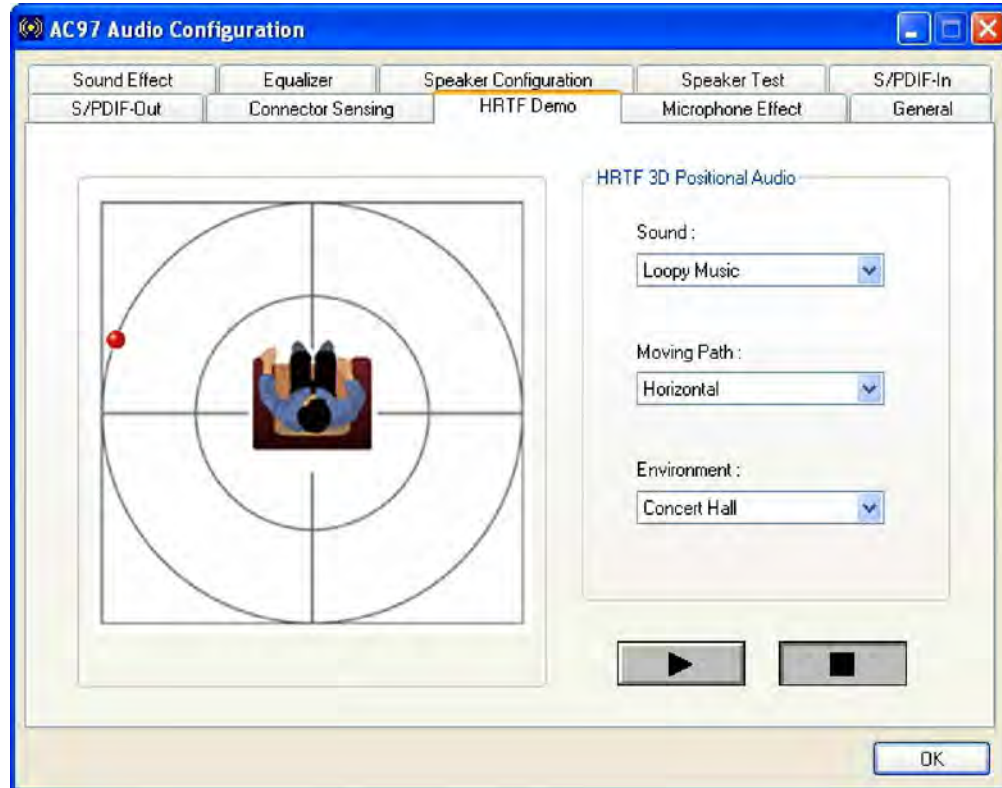 AC97 Audio Configuration
Sound Effect Equalizer Speaker Configuration Speaker Test S/PDIF-In
S/PDIF-Out Connector Sensing HRTF Demo Microphone Effect General
HRTF 3D Positional Audio
Sound :
Loopy Music
Moving Path :
Horizontal
Environment :
Concert Hall
OK